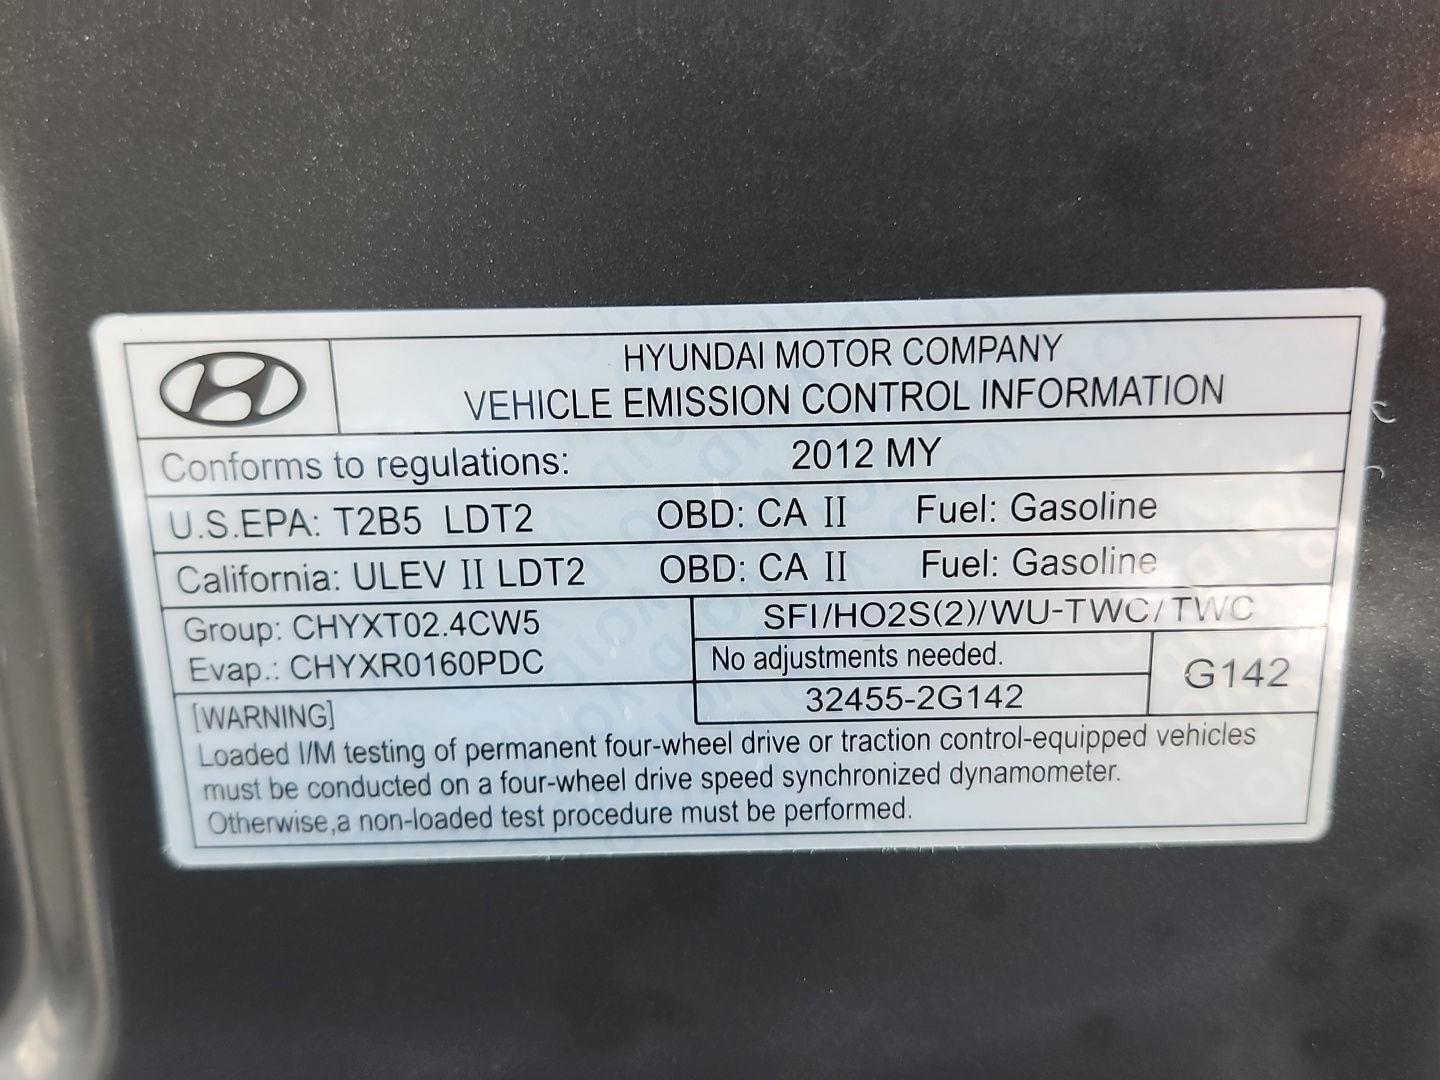 HYUNDAI MOTOR COMPANY
VEHICLE EMISSION CONTROL INFORMATION
Conforms to regulations: 2012 MY
U.S.EPA: T2B5 LDT2 OBD: CA II Fuel: Gasoline
California: ULEV II LDT2 OBD: CA II Fuel: Gasoline
Group: CHYXT02.4CW5
Evap.: CHYXR0160PDC
SFI/HO2S(2)/WU-TWC/TWC
No adjustments needed.
32455-2G142
G142
[WARNING]
Loaded I/M testing of permanent four-wheel drive or traction control-equipped vehicles
must be conducted on a four-wheel drive speed synchronized dynamometer.
Otherwise,a non-loaded test procedure must be performed.